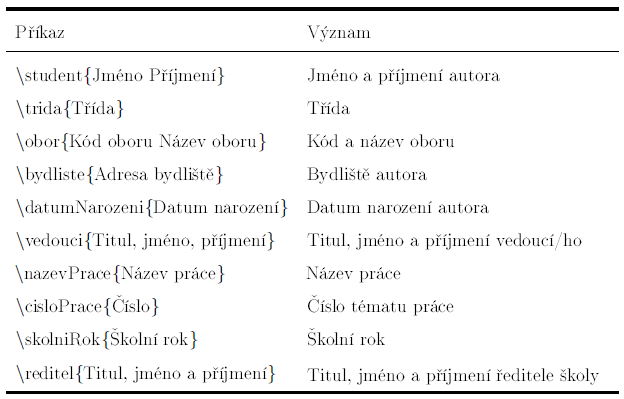 Příkaz Význam
\student{Jméno Příjmení} Jméno a příjmení autora
\trida{Třída} Třída
\obor{Kód oboru Název oboru} Kód a název oboru
\bydliste{Adresa bydliště} Bydliště autora
\datumNarozeni{Datum narození} Datum narození autora
\vedouci{Titul, jméno, příjmení} Titul, jméno a příjmení vedoucí/ho
\nazevPrace{Název práce} Název práce
\cisloPrace{Číslo} Číslo tématu práce
\skolniRok{Školní rok} Školní rok
\reditel{Titul, jméno a příjmení} Titul, jméno a příjmení ředitele školy